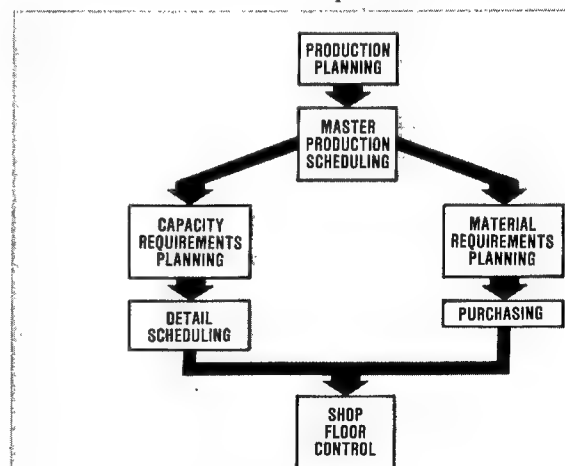 PRODUCTION
PLANNING
MASTER
PRODUCTION
SCHEDULING
CAPACITY
REQUIREMENTS
PLANNING
MATERIAL
REQUIREMENTS
PLANNING
DETAIL
SCHEDULING
PURCHASING
SHOP
FLOOR
CONTROL